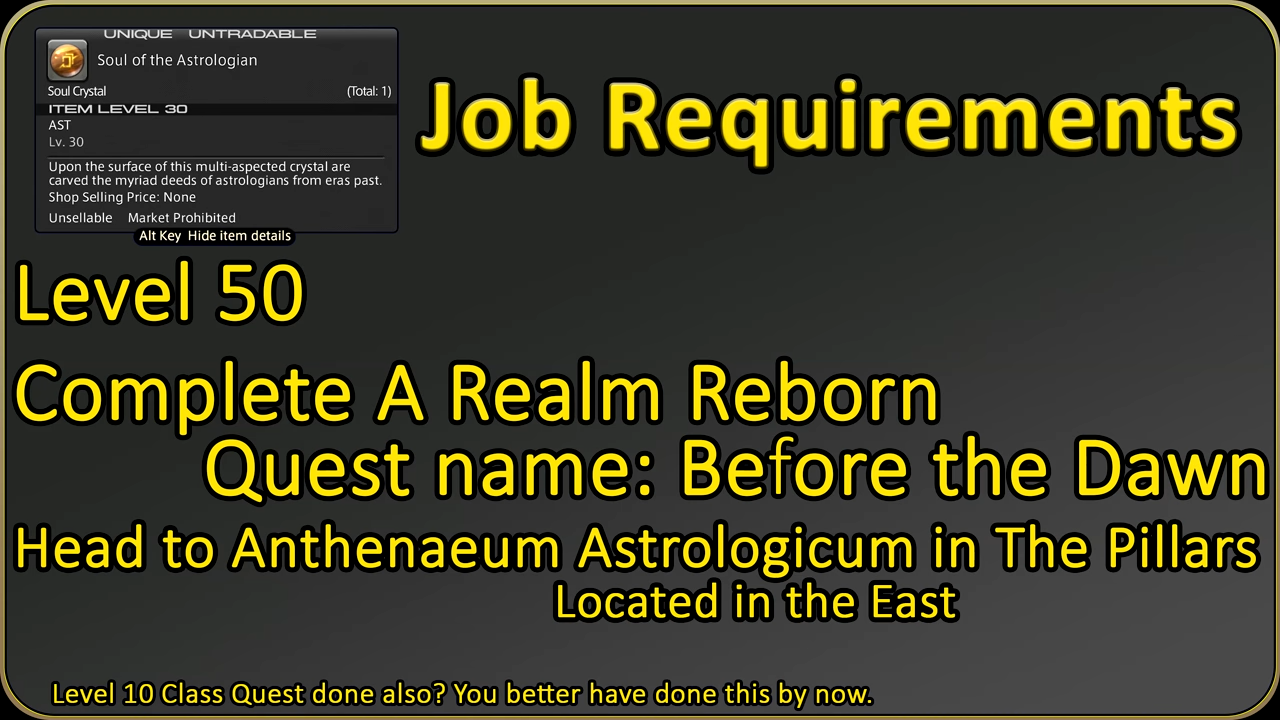 UNIQUE UNTRADABLE
Soul of the Astrologian
Soul Crystal (Total: 1)
ITEM LEVEL 30
AST
Lv. 30
Upon the surface of this multi-aspected crystal are
carved the myriad deeds of astrologians from eras past.
Shop Selling Price: None
Unsellable Market Prohibited
Alt Key Hide item details
Job Requirements
Level 50
Complete A Realm Reborn
Quest name: Before the Dawn
Head to Anthenaeum Astrologicum in The Pillars
Located in the East
Level 10 Class Quest done also? You better have done this by now.